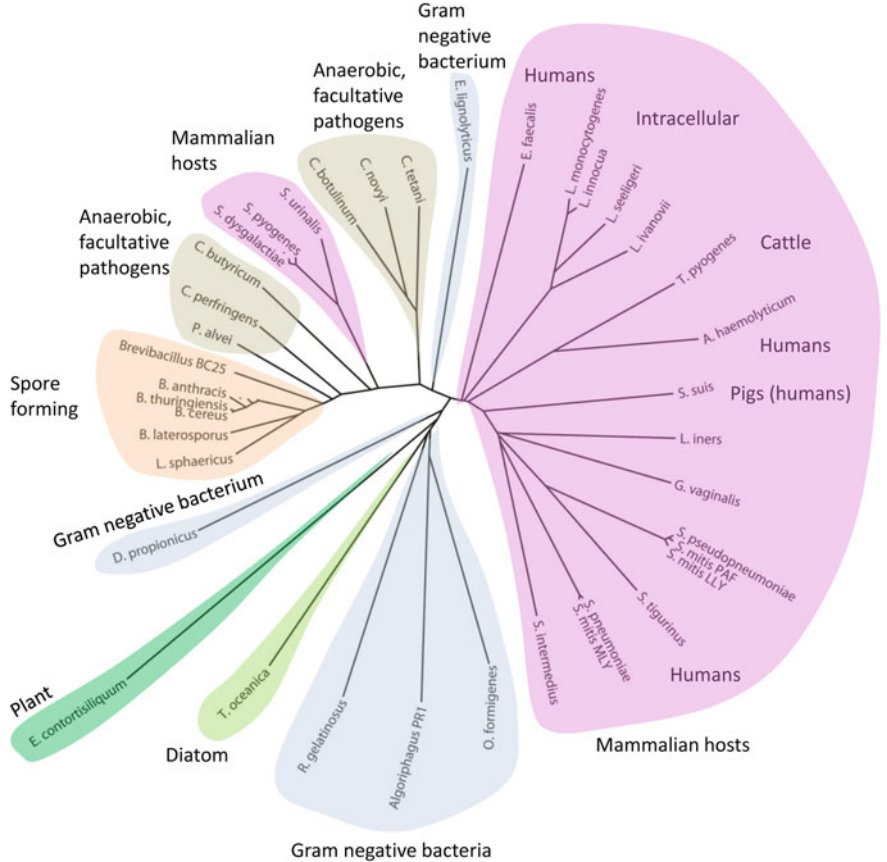 Gram
negative
bacterium
E. lignolyticus
Humans
E. faecalis
Intracellular
L. monocytogenes
L. innocua
L. seeligeri
L. ivanovii
Cattle
T. pyogenes
A. haemolyticum
Humans
S. suis
Pigs (humans)
L. iners
G. vaginalis
S. pseudopneumoniae
S. mitis PAF
S. mitis LLY
S. tigurinus
S. pneumoniae
S. mitis MLY
S. intermedius
Humans
Mammalian hosts
O. formigenes
Algoriphagus PR1
R. gelatinosus
Gram negative bacteria
T. oceanica
Diatom
E. contortisiliquum
Plant
D. propionicus
Gram negative bacterium
Spore
forming
Brevibacillus BC25
B. anthracis
B. thuringiensis
B. cereus
B. laterosporus
L. sphaericus
Anaerobic,
facultative
pathogens
C. butyricum
C. perfringens
P. alvei
Mammalian
hosts
S. urinalis
S. pyogenes
S. dysgalactiae
Anaerobic,
facultative
pathogens
C. botulinum
C. novyi
C. tetani